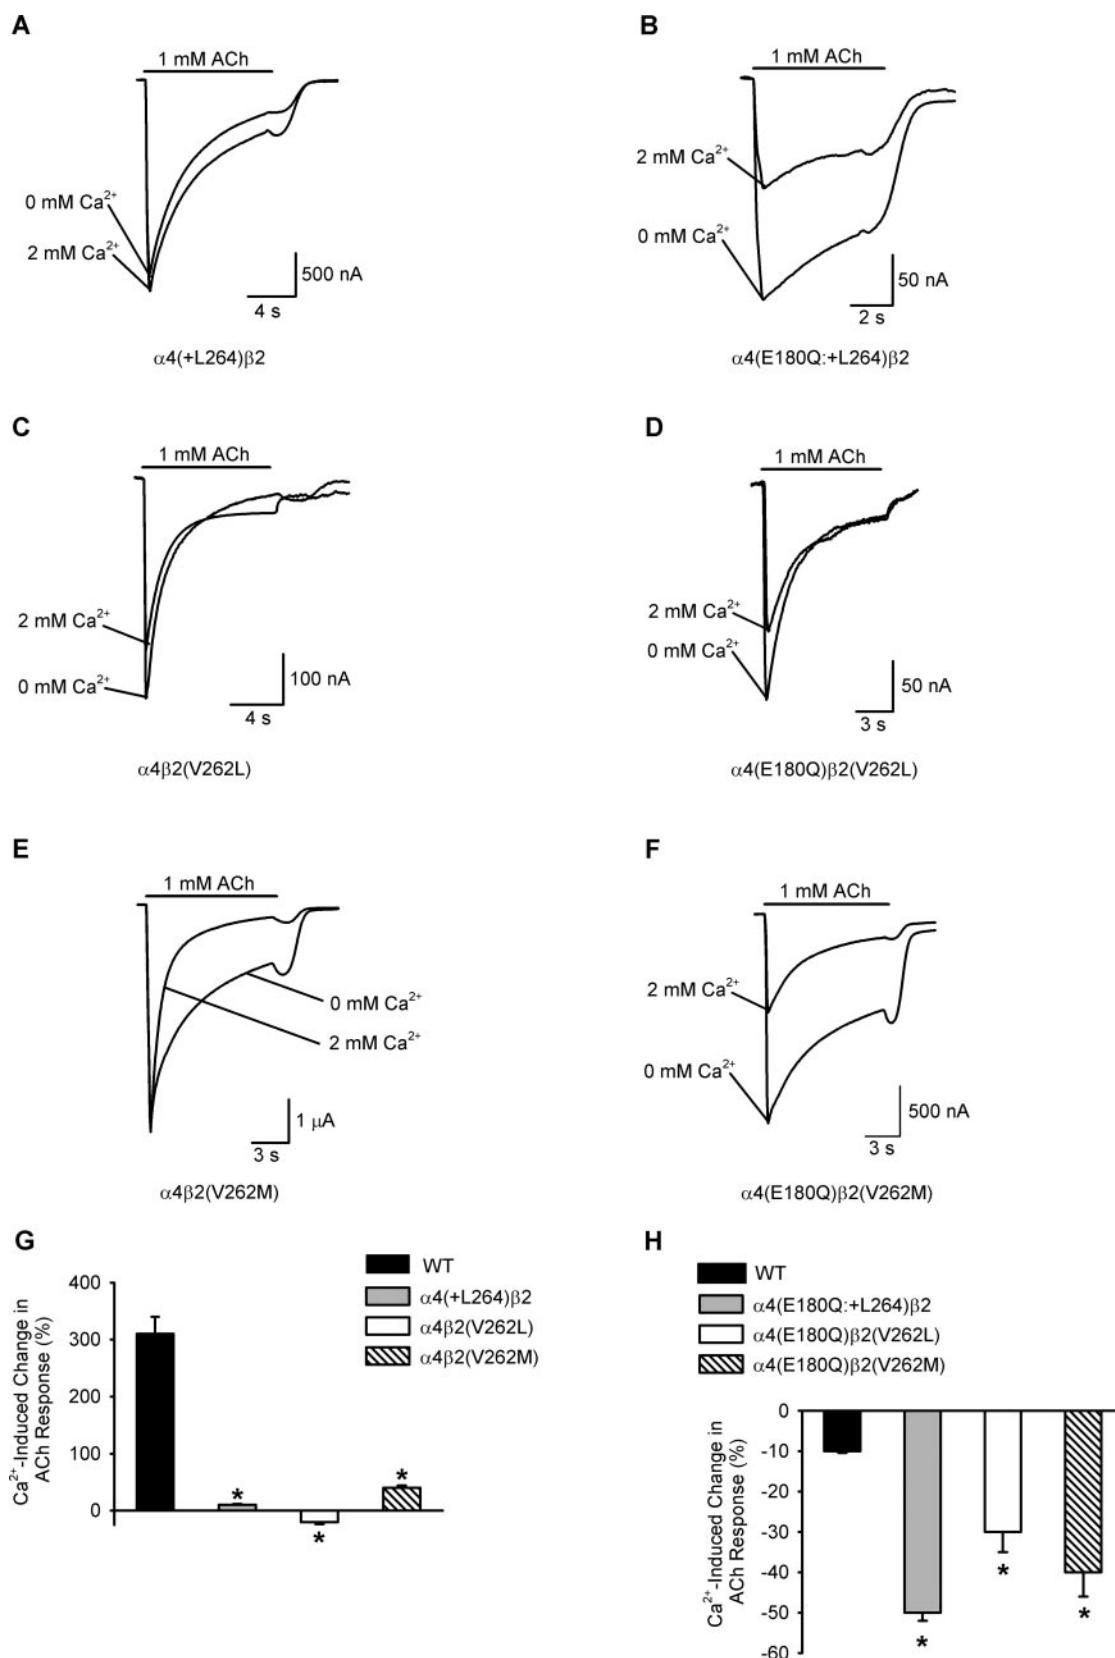 A
1 mM ACh
0 mM Ca²⁺
2 mM Ca²⁺
500 nA
4 s
α4(+L264)β2
B
1 mM ACh
2 mM Ca²⁺
0 mM Ca²⁺
50 nA
2 s
α4(E180Q:+L264)β2
C
1 mM ACh
2 mM Ca²⁺
0 mM Ca²⁺
100 nA
4 s
α4β2(V262L)
D
1 mM ACh
2 mM Ca²⁺
0 mM Ca²⁺
50 nA
3 s
α4(E180Q)β2(V262L)
E
1 mM ACh
0 mM Ca²⁺
2 mM Ca²⁺
1 μA
3 s
α4β2(V262M)
F
1 mM ACh
2 mM Ca²⁺
0 mM Ca²⁺
500 nA
3 s
α4(E180Q)β2(V262M)
G
WT
α4(+L264)β2
α4β2(V262L)
α4β2(V262M)
Ca²⁺-Induced Change in
ACh Response (%)
400
300
200
100
0
*
*
*
H
WT
α4(E180Q:+L264)β2
α4(E180Q)β2(V262L)
α4(E180Q)β2(V262M)
Ca²⁺-Induced Change in
ACh Response (%)
0
-10
-20
-30
-40
-50
-60
*
*
*